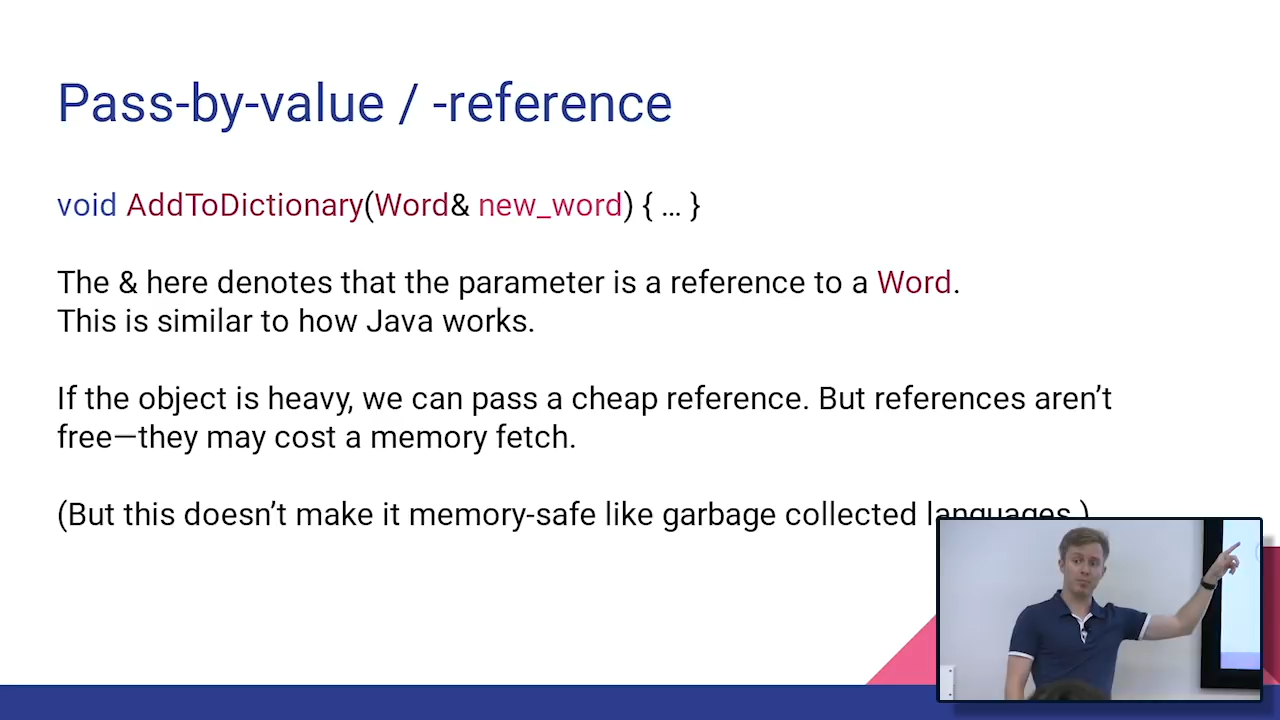 Pass-by-value / -reference
void AddToDictionary(Word& new_word) { … }
The & here denotes that the parameter is a reference to a Word.
This is similar to how Java works.
If the object is heavy, we can pass a cheap reference. But references aren’t
free—they may cost a memory fetch.
(But this doesn’t make it memory-safe like garbage collected languages.)